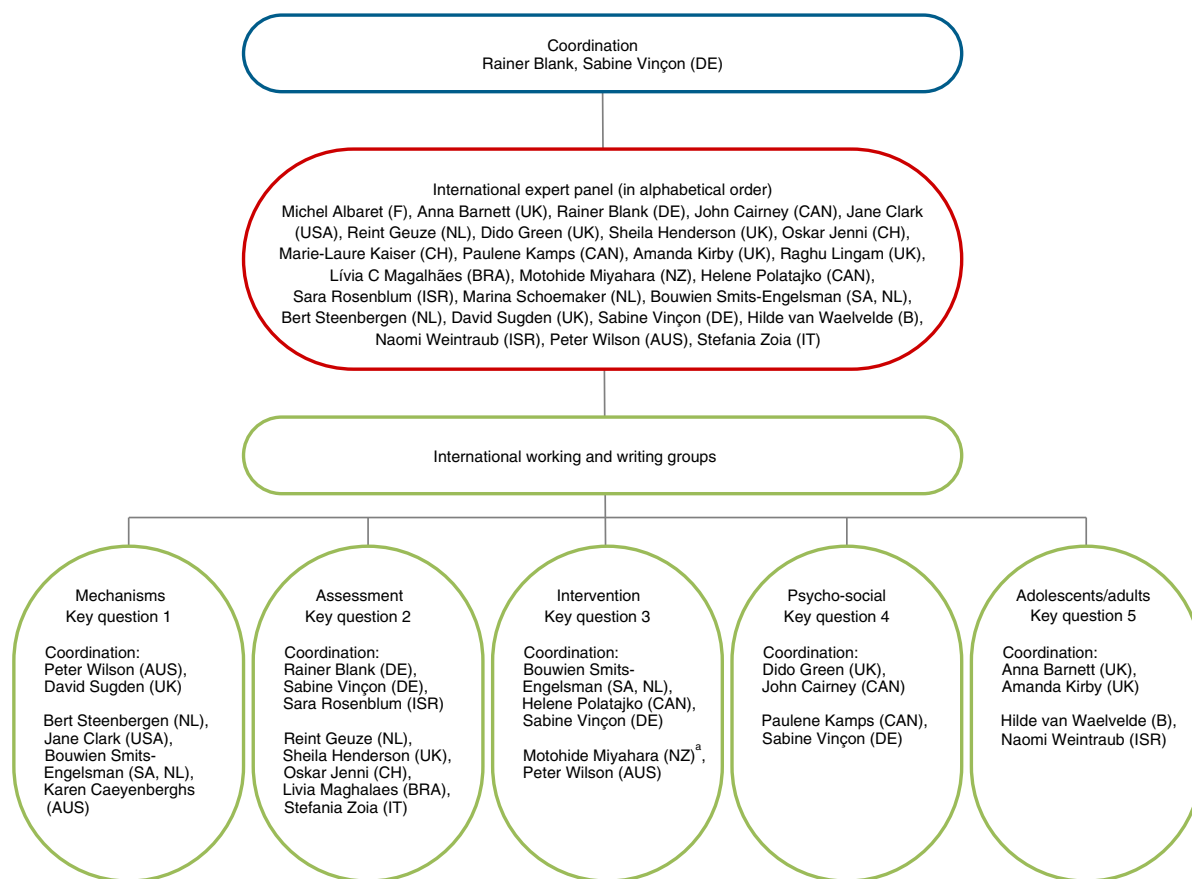 Coordination
Rainer Blank, Sabine Vinçon (DE)
International expert panel (in alphabetical order)
Michel Albaret (F), Anna Barnett (UK), Rainer Blank (DE), John Cairney (CAN), Jane Clark
(USA), Reint Geuze (NL), Dido Green (UK), Sheila Henderson (UK), Oskar Jenni (CH),
Marie-Laure Kaiser (CH), Paulene Kamps (CAN), Amanda Kirby (UK), Raghu Lingam (UK),
Lívia C Magalhães (BRA), Motohide Miyahara (NZ), Helene Polatajko (CAN),
Sara Rosenblum (ISR), Marina Schoemaker (NL), Bouwien Smits-Engelsman (SA, NL),
Bert Steenbergen (NL), David Sugden (UK), Sabine Vinçon (DE), Hilde van Waelvelde (B),
Naomi Weintraub (ISR), Peter Wilson (AUS), Stefania Zoia (IT)
International working and writing groups
Mechanisms
Key question 1
Coordination:
Peter Wilson (AUS),
David Sugden (UK)
Bert Steenbergen (NL),
Jane Clark (USA),
Bouwien Smits-
Engelsman (SA, NL),
Karen Caeyenberghs
(AUS)
Assessment
Key question 2
Coordination:
Rainer Blank (DE),
Sabine Vinçon (DE),
Sara Rosenblum (ISR)
Reint Geuze (NL),
Sheila Henderson (UK),
Oskar Jenni (CH),
Livia Maghalaes (BRA),
Stefania Zoia (IT)
Intervention
Key question 3
Coordination:
Bouwien Smits-
Engelsman (SA, NL),
Helene Polatajko (CAN),
Sabine Vinçon (DE)
Motohide Miyahara (NZ)a,
Peter Wilson (AUS)
Psycho-social
Key question 4
Coordination:
Dido Green (UK),
John Cairney (CAN)
Paulene Kamps (CAN),
Sabine Vinçon (DE)
Adolescents/adults
Key question 5
Coordination:
Anna Barnett (UK),
Amanda Kirby (UK)
Hilde van Waelvelde (B),
Naomi Weintraub (ISR)